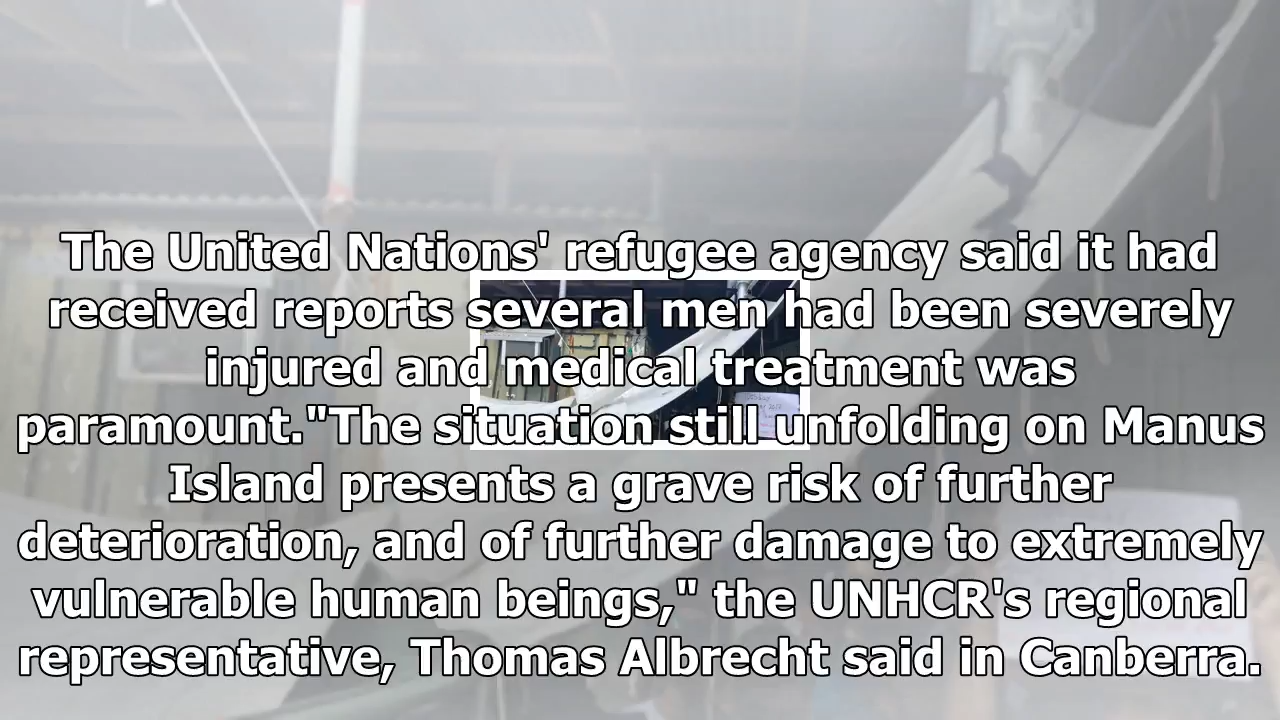 The United Nations' refugee agency said it had
received reports several men had been severely
injured and medical treatment was
paramount."The situation still unfolding on Manus
Island presents a grave risk of further
deterioration, and of further damage to extremely
vulnerable human beings," the UNHCR's regional
representative, Thomas Albrecht said in Canberra.